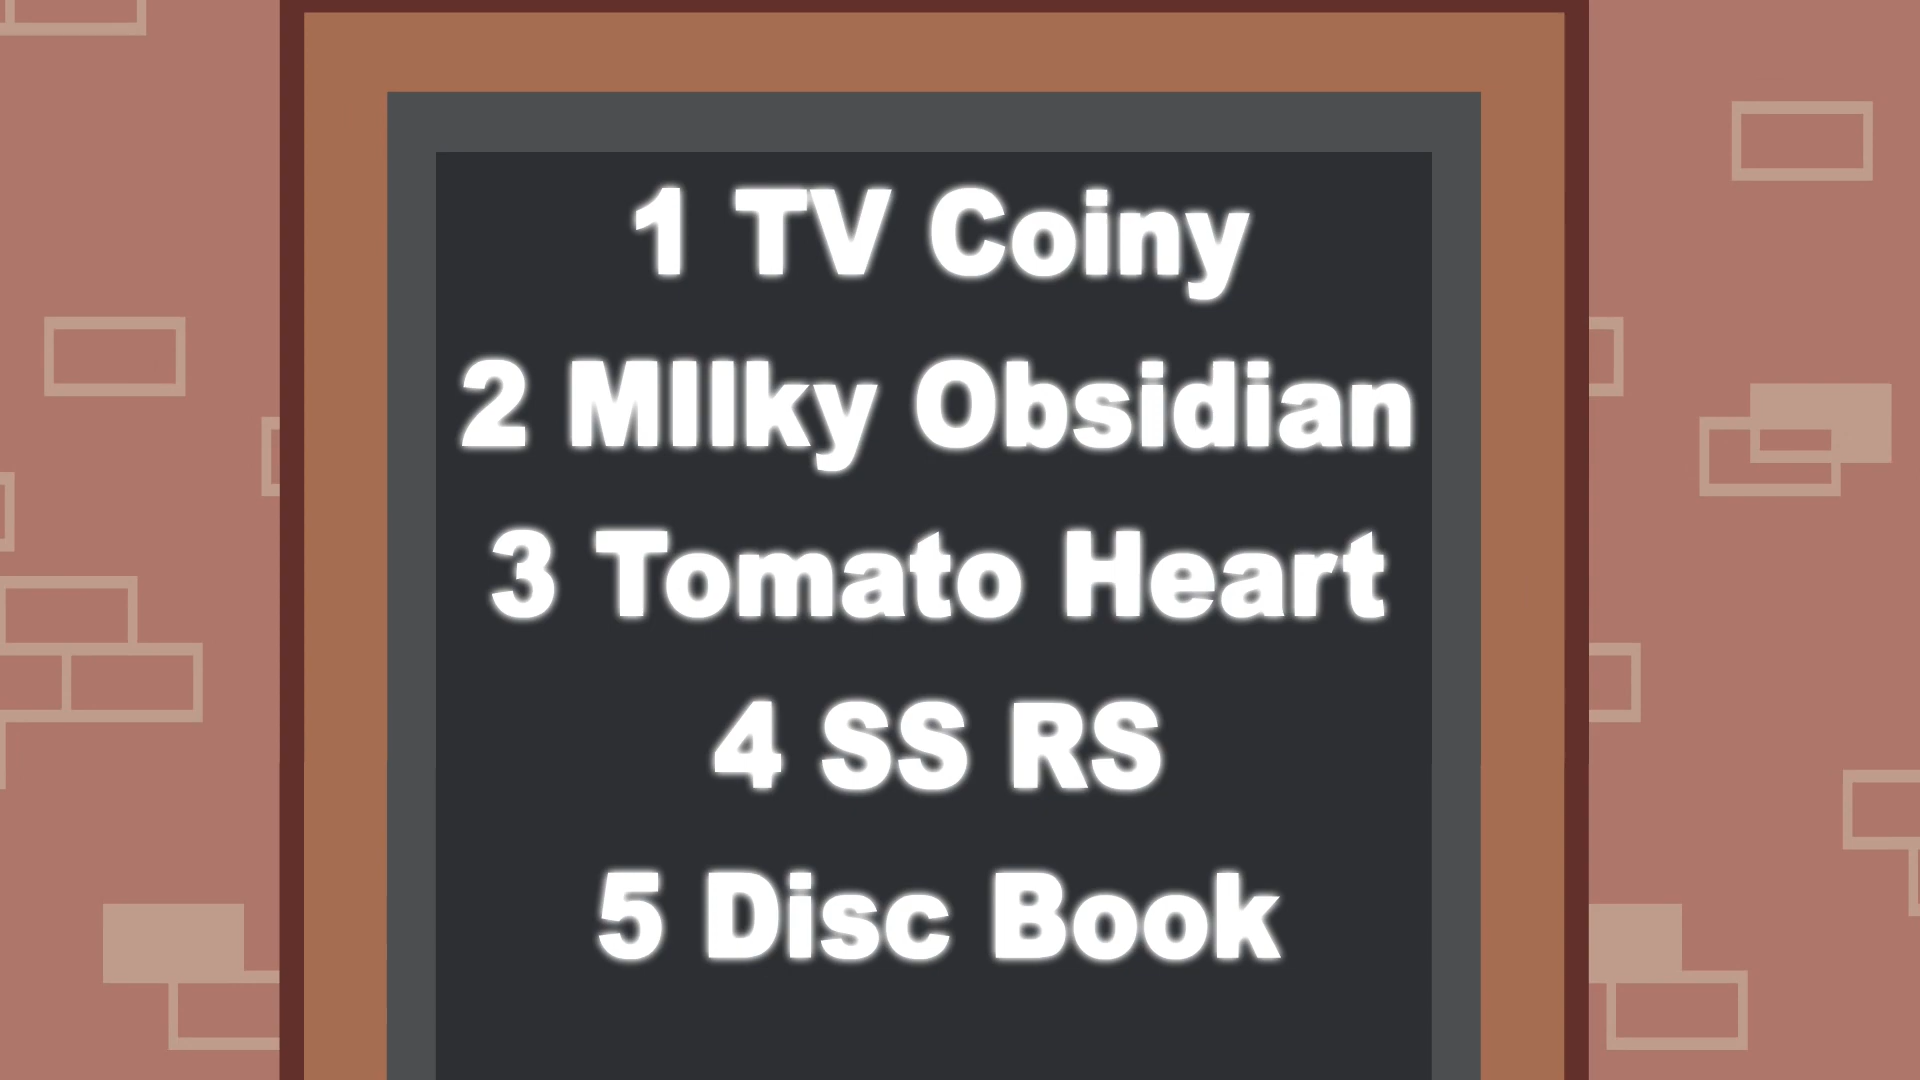 1 TV Coiny
2 MIlky Obsidian
3 Tomato Heart
4 SS RS
5 Disc Book